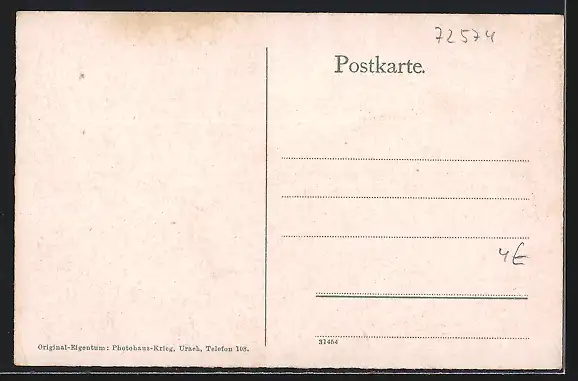 72574
Postkarte.
4€
Original-Eigentum: Photohaus-Krieg, Urach, Telefon 108.
31454